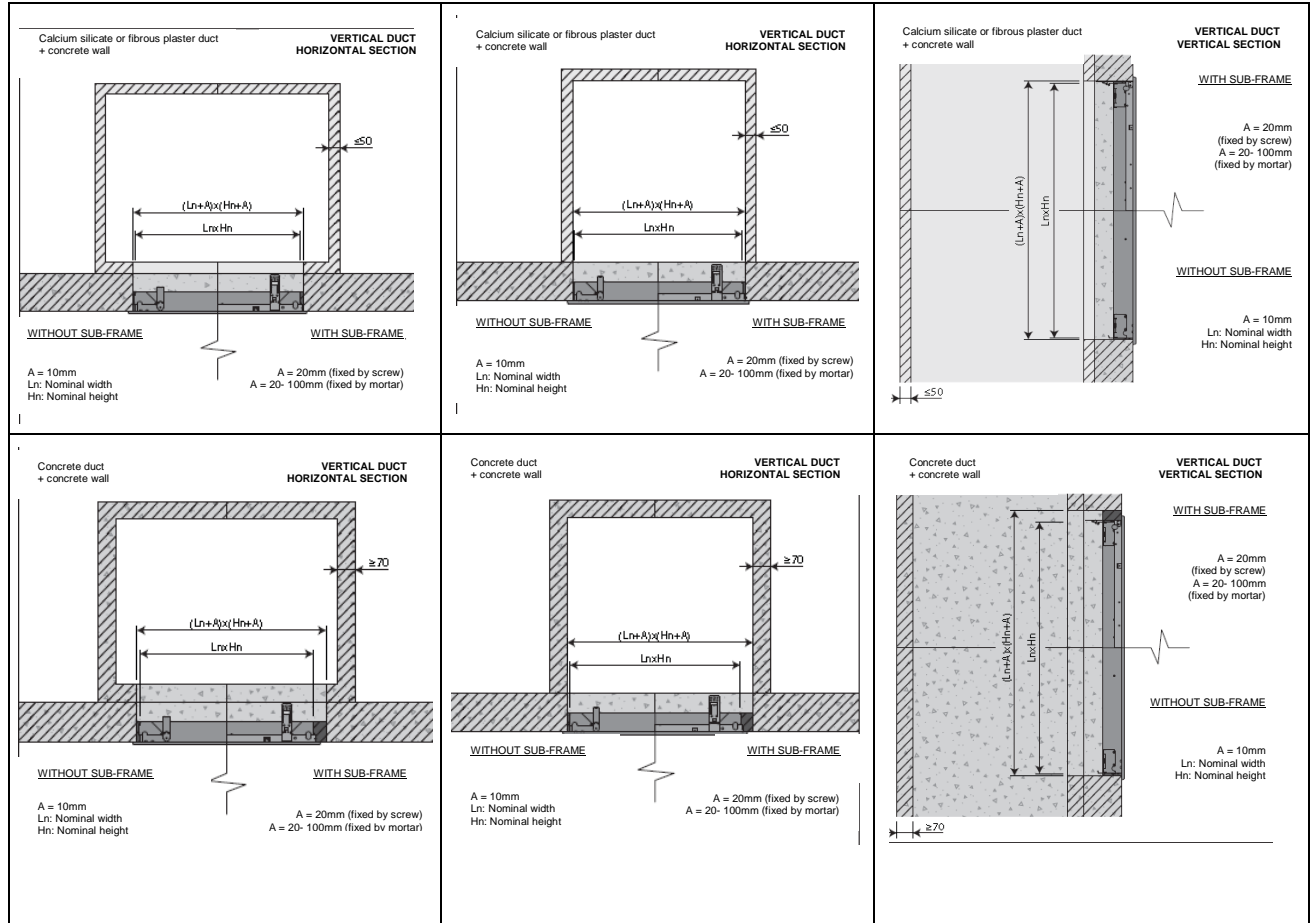 Calcium silicate or fibrous plaster duct
+ concrete wall
VERTICAL DUCT
HORIZONTAL SECTION
≤50
(Ln+A)x(Hn+A)
LnxHn
WITHOUT SUB-FRAME
WITH SUB-FRAME
A = 10mm
Ln: Nominal width
Hn: Nominal height
A = 20mm (fixed by screw)
A = 20- 100mm (fixed by mortar)
Calcium silicate or fibrous plaster duct
+ concrete wall
VERTICAL DUCT
HORIZONTAL SECTION
≤50
(Ln+A)x(Hn+A)
LnxHn
WITHOUT SUB-FRAME
WITH SUB-FRAME
A = 10mm
Ln: Nominal width
Hn: Nominal height
A = 20mm (fixed by screw)
A = 20- 100mm (fixed by mortar)
Calcium silicate or fibrous plaster duct
+ concrete wall
VERTICAL DUCT
VERTICAL SECTION
WITH SUB-FRAME
A = 20mm
(fixed by screw)
A = 20- 100mm
(fixed by mortar)
(Ln+A)x(Hn+A)
LnxHn
WITHOUT SUB-FRAME
A = 10mm
Ln: Nominal width
Hn: Nominal height
≤50
Concrete duct
+ concrete wall
VERTICAL DUCT
HORIZONTAL SECTION
≥70
(Ln+A)x(Hn+A)
LnxHn
WITHOUT SUB-FRAME
WITH SUB-FRAME
A = 10mm
Ln: Nominal width
Hn: Nominal height
A = 20mm (fixed by screw)
A = 20- 100mm (fixed by mortar)
Concrete duct
+ concrete wall
VERTICAL DUCT
HORIZONTAL SECTION
≥70
(Ln+A)x(Hn+A)
LnxHn
WITHOUT SUB-FRAME
WITH SUB-FRAME
A = 10mm
Ln: Nominal width
Hn: Nominal height
A = 20mm (fixed by screw)
A = 20- 100mm (fixed by mortar)
Concrete duct
+ concrete wall
VERTICAL DUCT
VERTICAL SECTION
WITH SUB-FRAME
A = 20mm
(fixed by screw)
A = 20- 100mm
(fixed by mortar)
(Ln+A)x(Hn+A)
LnxHn
WITHOUT SUB-FRAME
A = 10mm
Ln: Nominal width
Hn: Nominal height
≥70